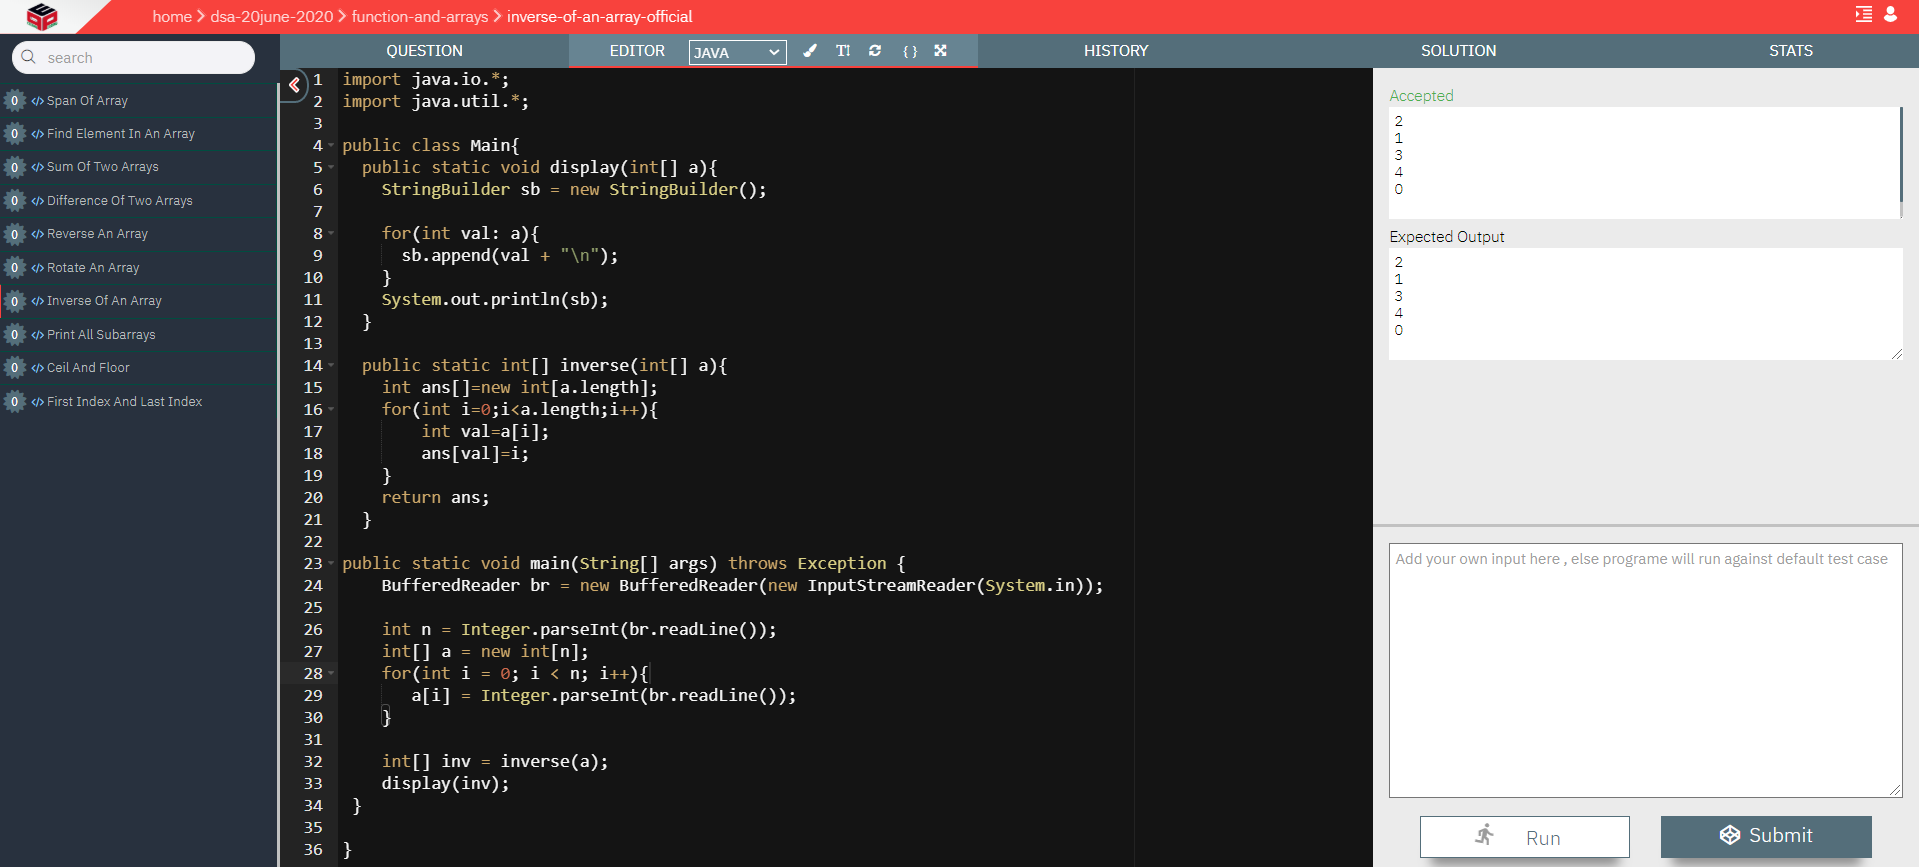 home > dsa-20june-2020 > function-and-arrays > inverse-of-an-array-official
search
0 </> Span Of Array
0 </> Find Element In An Array
0 </> Sum Of Two Arrays
0 </> Difference Of Two Arrays
0 </> Reverse An Array
0 </> Rotate An Array
0 </> Inverse Of An Array
0 </> Print All Subarrays
0 </> Ceil And Floor
0 </> First Index And Last Index
QUESTION EDITOR JAVA T! { } HISTORY SOLUTION STATS
1 import java.io.*;
2 import java.util.*;
3
4 public class Main{
5 public static void display(int[] a){
6 StringBuilder sb = new StringBuilder();
7
8 for(int val: a){
9 sb.append(val + "\n");
10 }
11 System.out.println(sb);
12 }
13
14 public static int[] inverse(int[] a){
15 int ans[]=new int[a.length];
16 for(int i=0;i<a.length;i++){
17 int val=a[i];
18 ans[val]=i;
19 }
20 return ans;
21 }
22
23 public static void main(String[] args) throws Exception {
24 BufferedReader br = new BufferedReader(new InputStreamReader(System.in));
25
26 int n = Integer.parseInt(br.readLine());
27 int[] a = new int[n];
28 for(int i = 0; i < n; i++){
29 a[i] = Integer.parseInt(br.readLine());
30 }
31
32 int[] inv = inverse(a);
33 display(inv);
34 }
35
36 }
Accepted
2
1
3
4
0
Expected Output
2
1
3
4
0
Add your own input here , else programe will run against default test case
Run
Submit